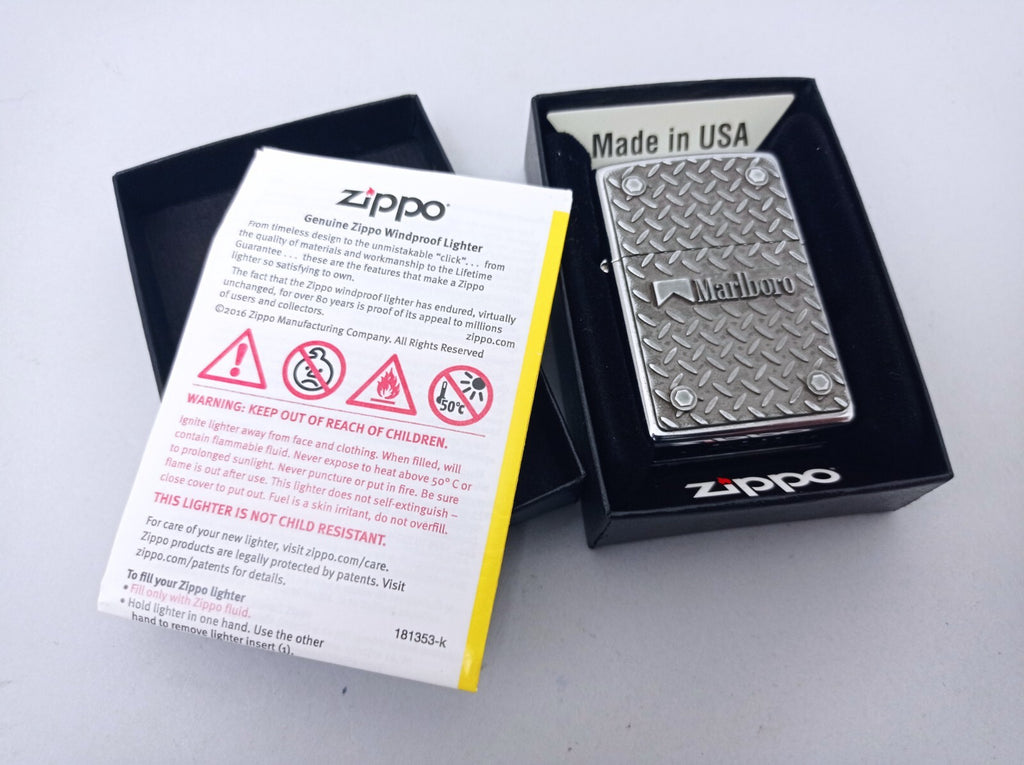 zippo
Genuine Zippo Windproof Lighter
From timeless design to the unmistakable "click"... from
the quality of materials and workmanship to the Lifetime
Guarantee ... these are the features that make a Zippo
lighter so satisfying to own.
The fact that the Zippo windproof lighter has endured, virtually
unchanged, for over 80 years is proof of its appeal to millions
of users and collectors.
zippo.com
©2016 Zippo Manufacturing Company. All Rights Reserved
50°C
WARNING: KEEP OUT OF REACH OF CHILDREN.
Ignite lighter away from face and clothing. When filled, will
contain flammable fluid. Never expose to heat above 50° C or
to prolonged sunlight. Never puncture or put in fire. Be sure
flame is out after use. This lighter does not self-extinguish –
close cover to put out. Fuel is a skin irritant, do not overfill.
THIS LIGHTER IS NOT CHILD RESISTANT.
For care of your new lighter, visit zippo.com/care.
Zippo products are legally protected by patents. Visit
zippo.com/patents for details.
To fill your Zippo lighter
• Fill only with Zippo fluid.
• Hold lighter in one hand. Use the other
hand to remove lighter insert (1).
181353-k
Made in USA
Marlboro
zippo